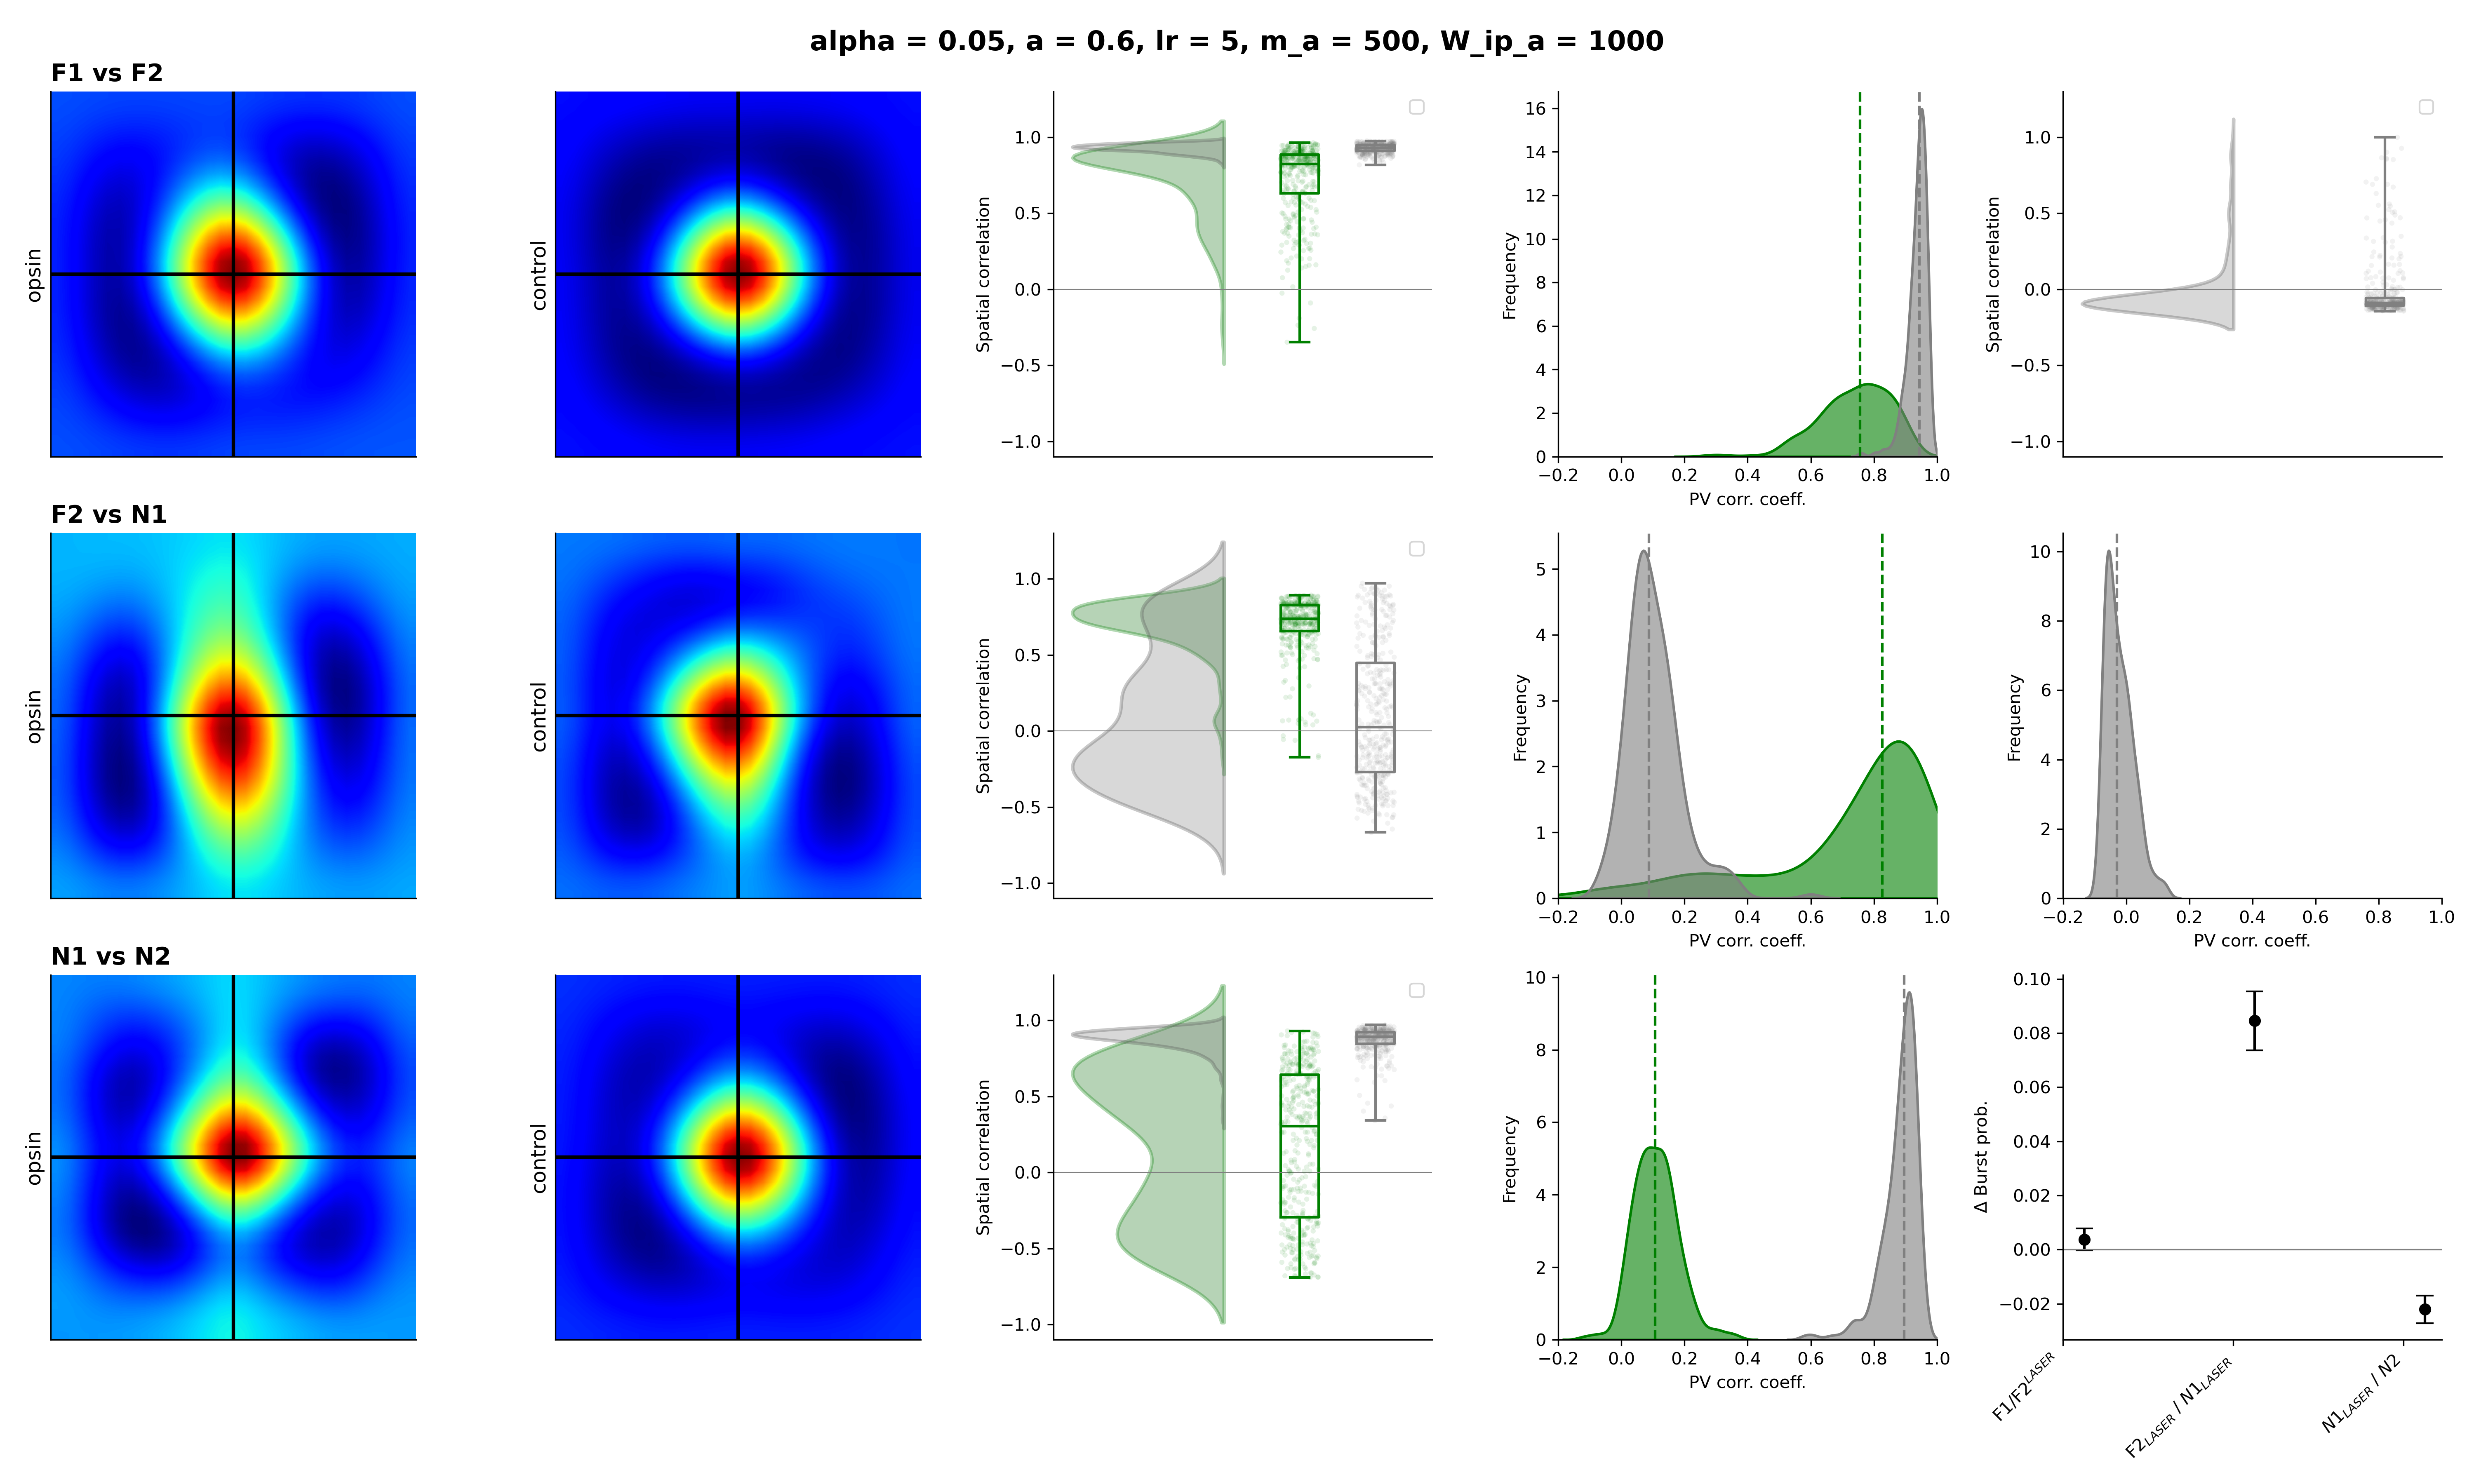 alpha = 0.05, a = 0.6, lr = 5, m_a = 500, W_ip_a = 1000
F1 vs F2
opsin
control
Spatial correlation
1.0
0.5
0.0
−0.5
−1.0
Frequency
16
14
12
10
8
6
4
2
0
−0.2 0.0 0.2 0.4 0.6 0.8 1.0
PV corr. coeff.
Spatial correlation
1.0
0.5
0.0
−0.5
−1.0
F2 vs N1
opsin
control
Spatial correlation
1.0
0.5
0.0
−0.5
−1.0
Frequency
5
4
3
2
1
0
−0.2 0.0 0.2 0.4 0.6 0.8 1.0
PV corr. coeff.
Frequency
10
8
6
4
2
0
−0.2 0.0 0.2 0.4 0.6 0.8 1.0
PV corr. coeff.
N1 vs N2
opsin
control
Spatial correlation
1.0
0.5
0.0
−0.5
−1.0
Frequency
10
8
6
4
2
0
−0.2 0.0 0.2 0.4 0.6 0.8 1.0
PV corr. coeff.
Δ Burst prob.
0.10
0.08
0.06
0.04
0.02
0.00
−0.02
F1/F2^LASER
F2_LASER / N1_LASER
N1_LASER / N2